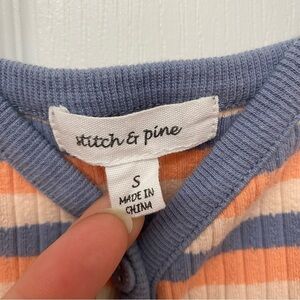 stitch & pine
S
MADE IN
CHINA